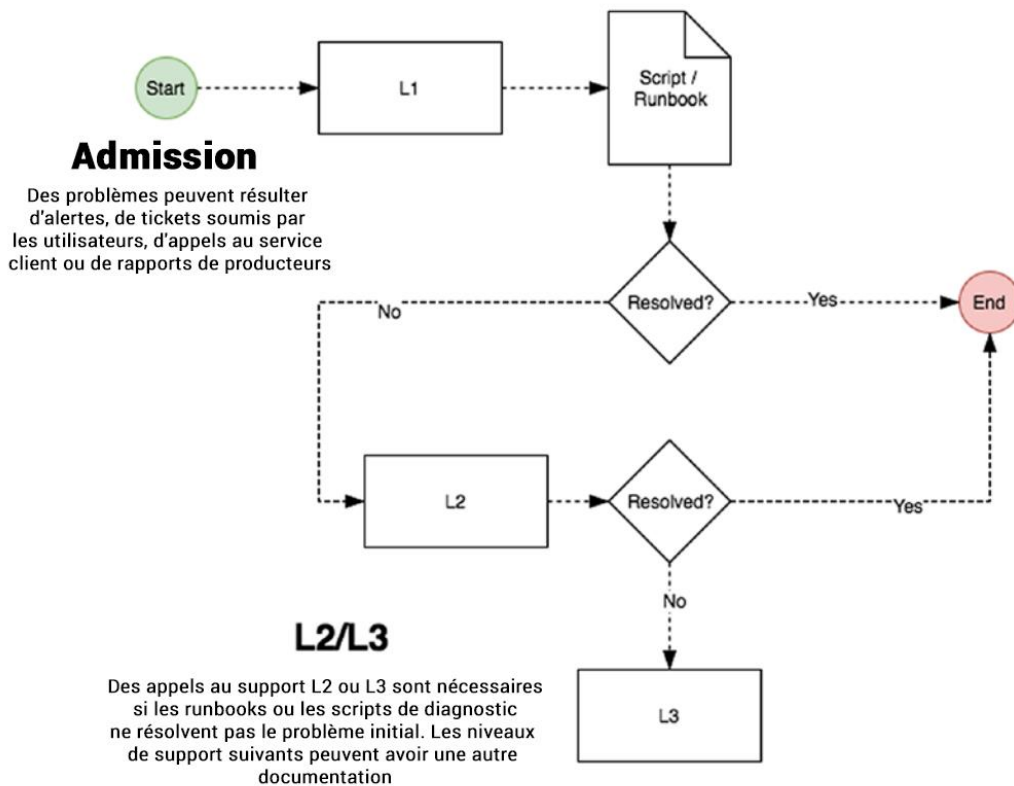 Start
L1
Script /
Runbook
Admission
Des problèmes peuvent résulter
d'alertes, de tickets soumis par
les utilisateurs, d'appels au service
client ou de rapports de producteurs
Resolved?
Yes
End
No
L2
Resolved?
Yes
No
L3
L2/L3
Des appels au support L2 ou L3 sont nécessaires
si les runbooks ou les scripts de diagnostic
ne résolvent pas le problème initial. Les niveaux
de support suivants peuvent avoir une autre
documentation